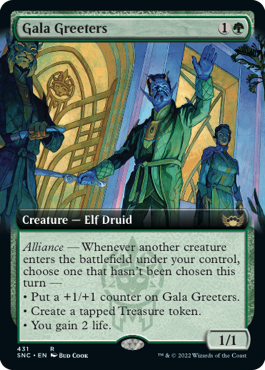 Gala Greeters 1
Creature — Elf Druid
Alliance — Whenever another creature
enters the battlefield under your control,
choose one that hasn't been chosen this
turn —
• Put a +1/+1 counter on Gala Greeters.
• Create a tapped Treasure token.
• You gain 2 life.
1/1
431 R
SNC • EN Bud Cook ™ & © 2022 Wizards of the Coast